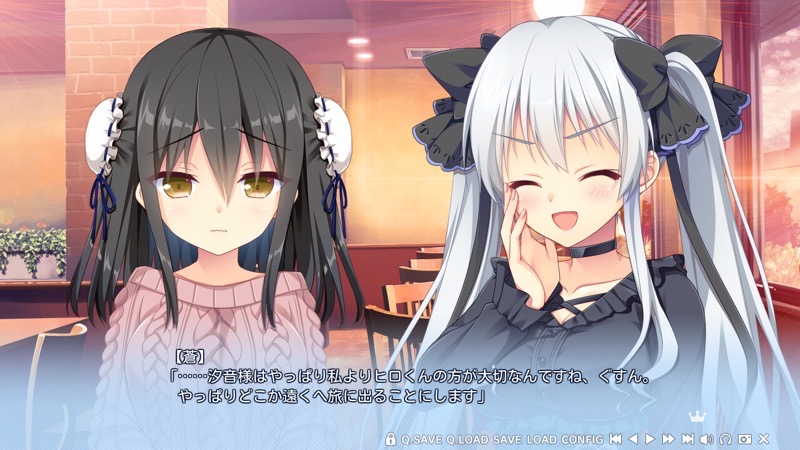 【蒼】
「……汐音様はやっぱり私よりヒロくんの方が大切なんですね、ぐすん。
やっぱりどこか遠くへ旅に出ることにします」
Q.SAVE Q.LOAD SAVE LOAD CONFIG